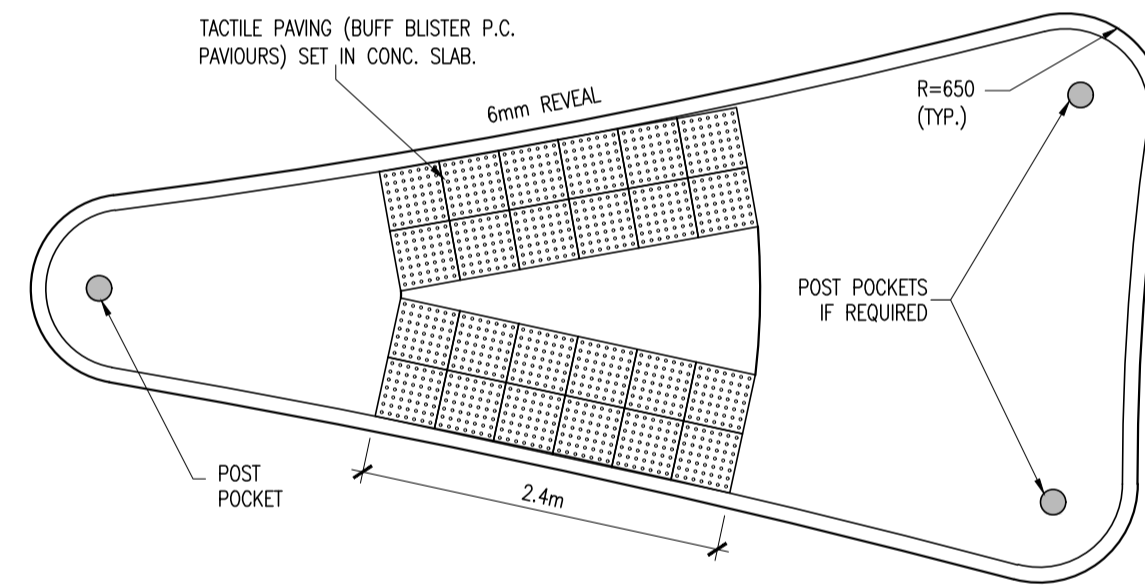 TACTILE PAVING (BUFF BLISTER P.C.
PAVIOURS) SET IN CONC. SLAB.
6mm REVEAL
R=650
(TYP.)
POST POCKETS
IF REQUIRED
POST
POCKET
2.4m